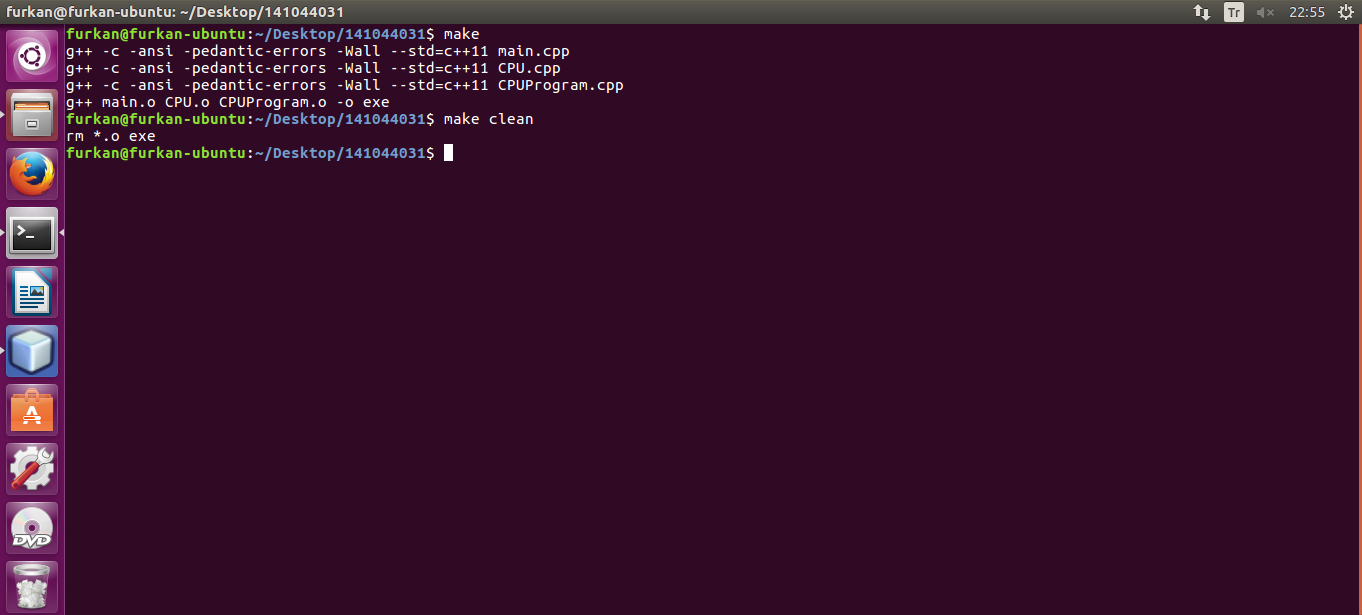 furkan@furkan-ubuntu: ~/Desktop/141044031
Tr
22:55
furkan@furkan-ubuntu:~/Desktop/141044031$ make
g++ -c -ansi -pedantic-errors -Wall --std=c++11 main.cpp
g++ -c -ansi -pedantic-errors -Wall --std=c++11 CPU.cpp
g++ -c -ansi -pedantic-errors -Wall --std=c++11 CPUProgram.cpp
g++ main.o CPU.o CPUProgram.o -o exe
furkan@furkan-ubuntu:~/Desktop/141044031$ make clean
rm *.o exe
furkan@furkan-ubuntu:~/Desktop/141044031$
>_
A
DVD